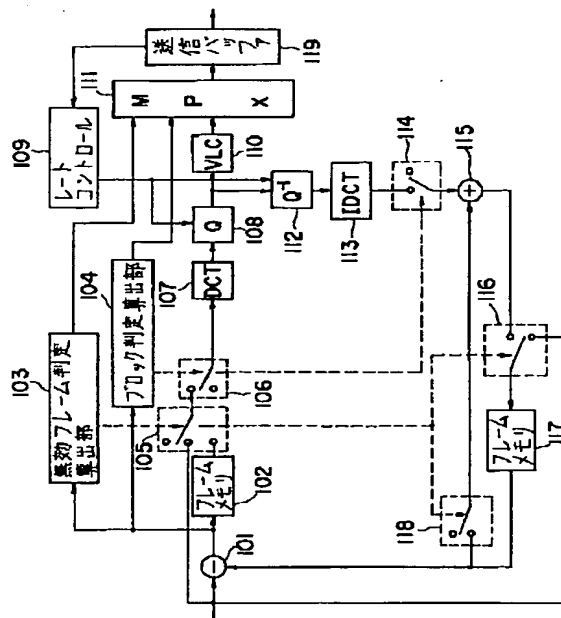 109
レート
コントロール
111
M
P
X
送信バッファ
119
103
無効フレーム判定
算出部
104
ブロック判定算出部
107
DCT
Q
108
VLC
110
Q-1
112
IDCT
113
114
115
105
106
フレーム
メモリ
102
101
116
フレーム
メモリ
117
118